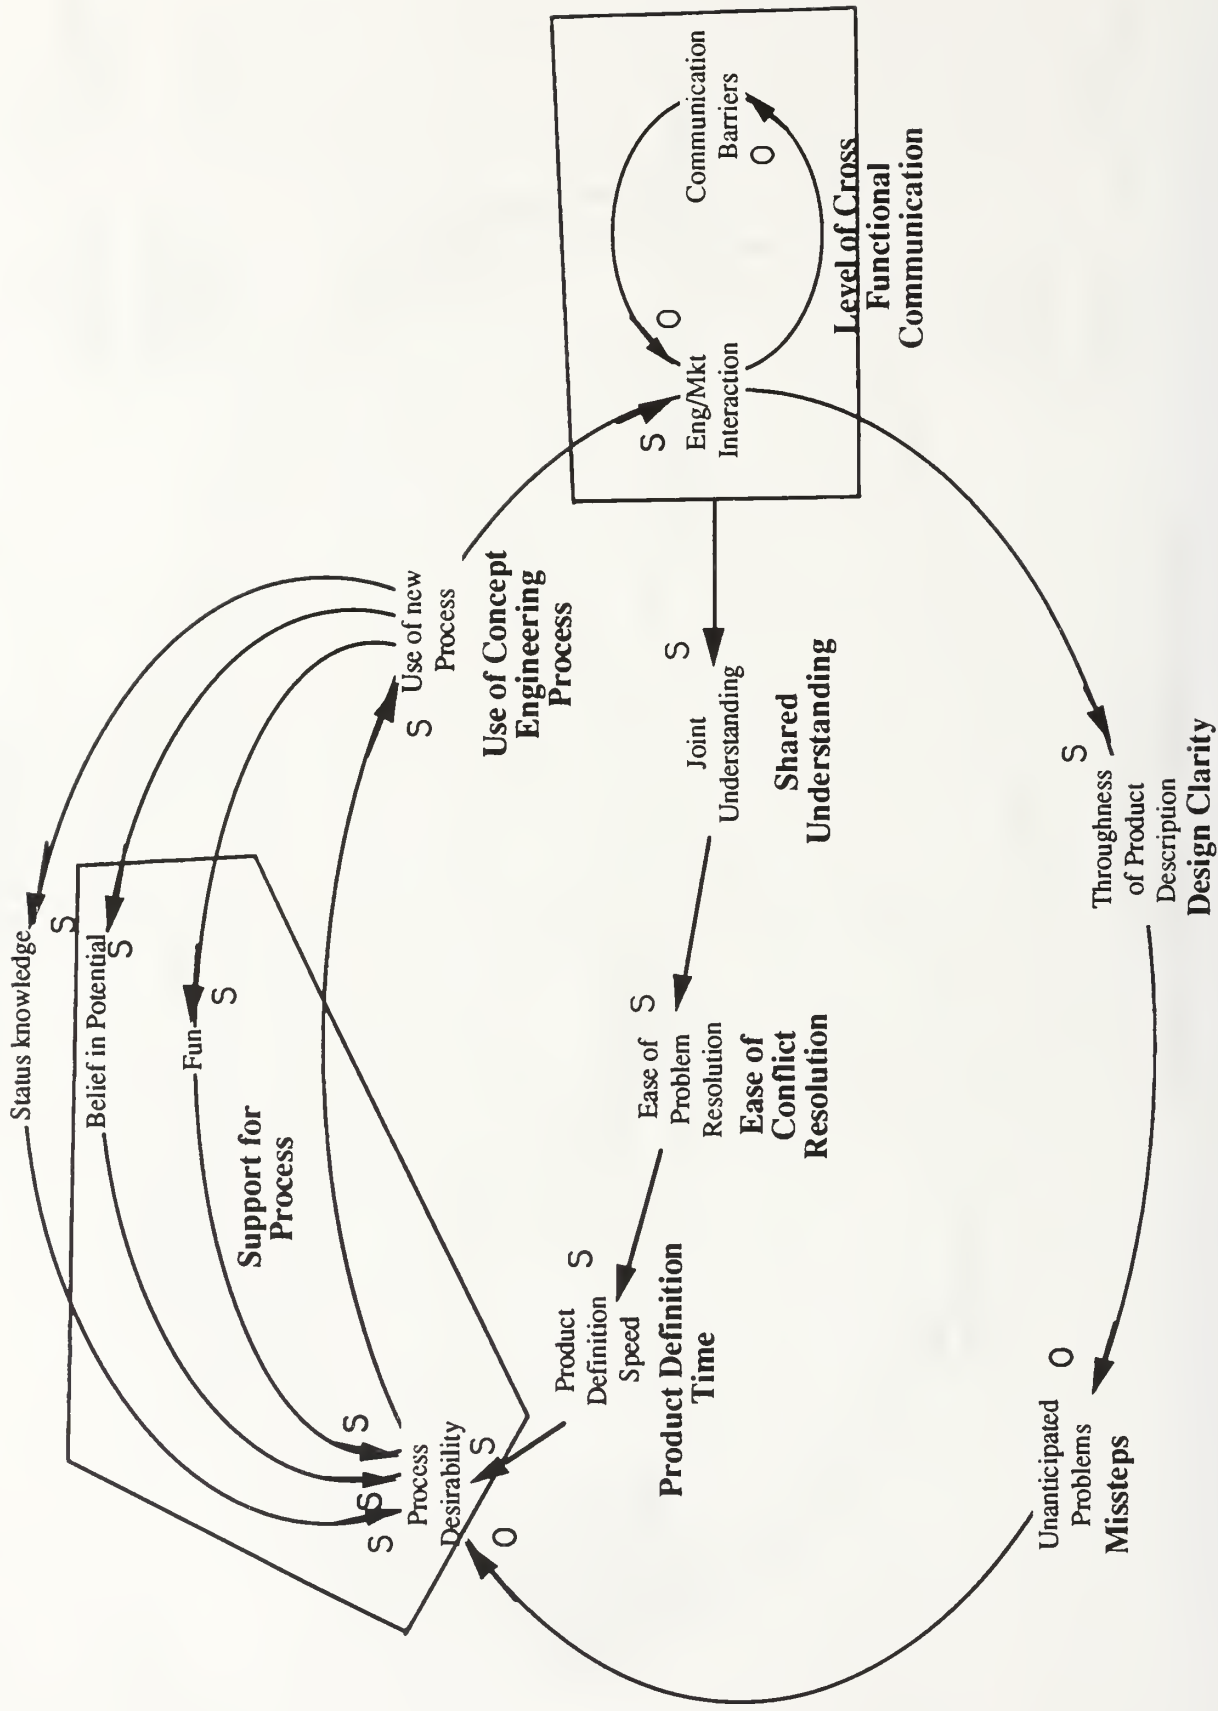 Status knowledge
S
Belief in Potential
S
Fun
S
Support for
Process
S
S
S
Process
Desirability
S
O
Use of new
Process
S
Use of Concept
Engineering
Process
S
Eng/Mkt
Interaction
O
Communication
Barriers
O
Level of Cross
Functional
Communication
S
Joint
Understanding
Shared
Understanding
S
Ease of
Problem
Resolution
Ease of
Conflict
Resolution
S
Product
Definition
Speed
Product Definition
Time
S
Throughness
of Product
Description
Design Clarity
O
Unanticipated
Problems
Missteps